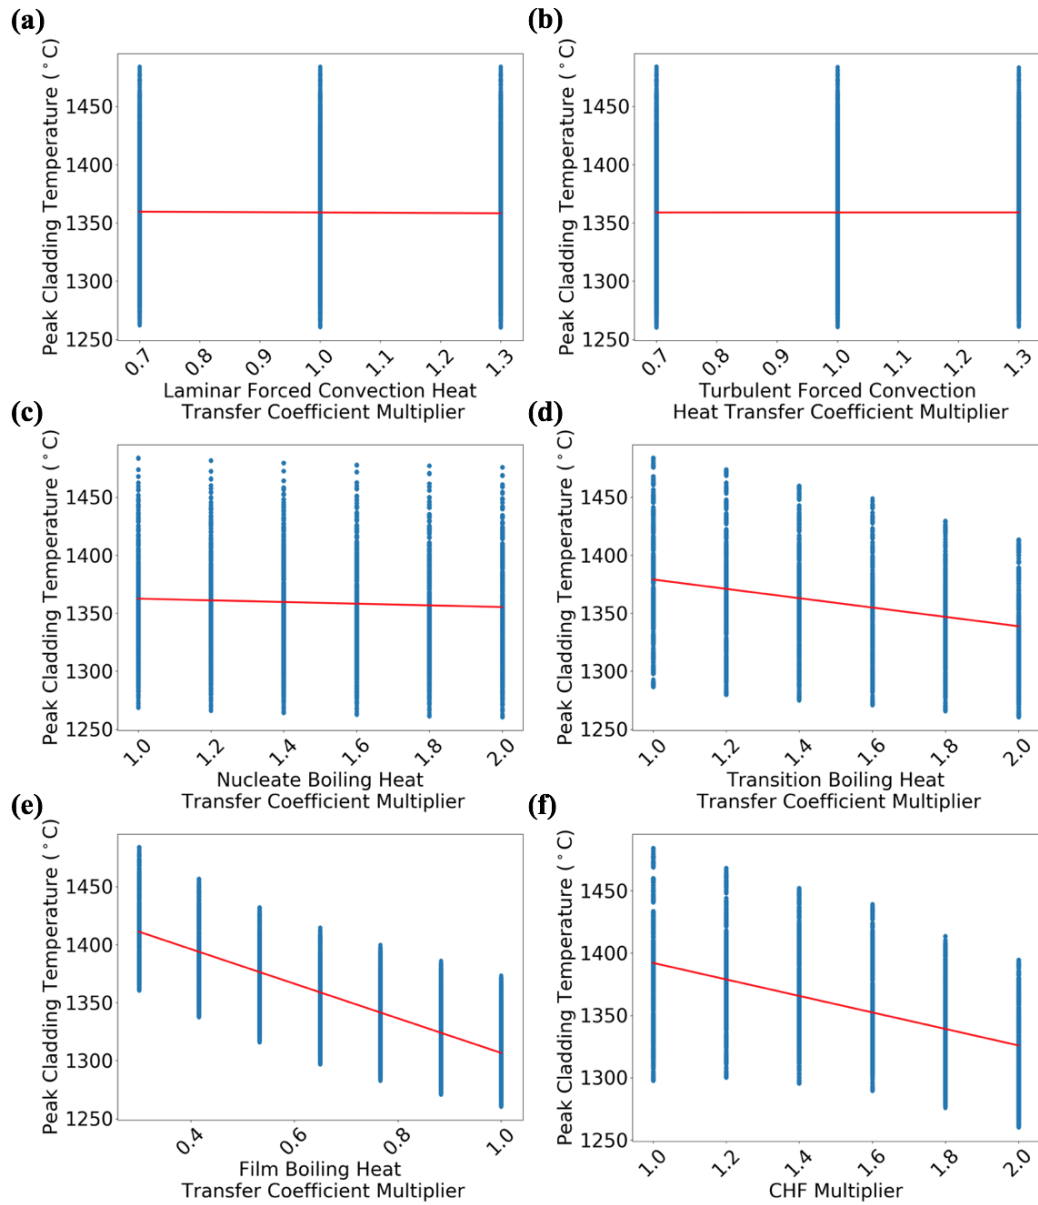 (a)
Peak Cladding Temperature (°C)
1450
1400
1350
1300
1250
0.7 0.8 0.9 1.0 1.1 1.2 1.3
Laminar Forced Convection Heat
Transfer Coefficient Multiplier
(b)
Peak Cladding Temperature (°C)
1450
1400
1350
1300
1250
0.7 0.8 0.9 1.0 1.1 1.2 1.3
Turbulent Forced Convection
Heat Transfer Coefficient Multiplier
(c)
Peak Cladding Temperature (°C)
1450
1400
1350
1300
1250
1.0 1.2 1.4 1.6 1.8 2.0
Nucleate Boiling Heat
Transfer Coefficient Multiplier
(d)
Peak Cladding Temperature (°C)
1450
1400
1350
1300
1250
1.0 1.2 1.4 1.6 1.8 2.0
Transition Boiling Heat
Transfer Coefficient Multiplier
(e)
Peak Cladding Temperature (°C)
1450
1400
1350
1300
1250
0.4 0.6 0.8 1.0
Film Boiling Heat
Transfer Coefficient Multiplier
(f)
Peak Cladding Temperature (°C)
1450
1400
1350
1300
1250
1.0 1.2 1.4 1.6 1.8 2.0
CHF Multiplier